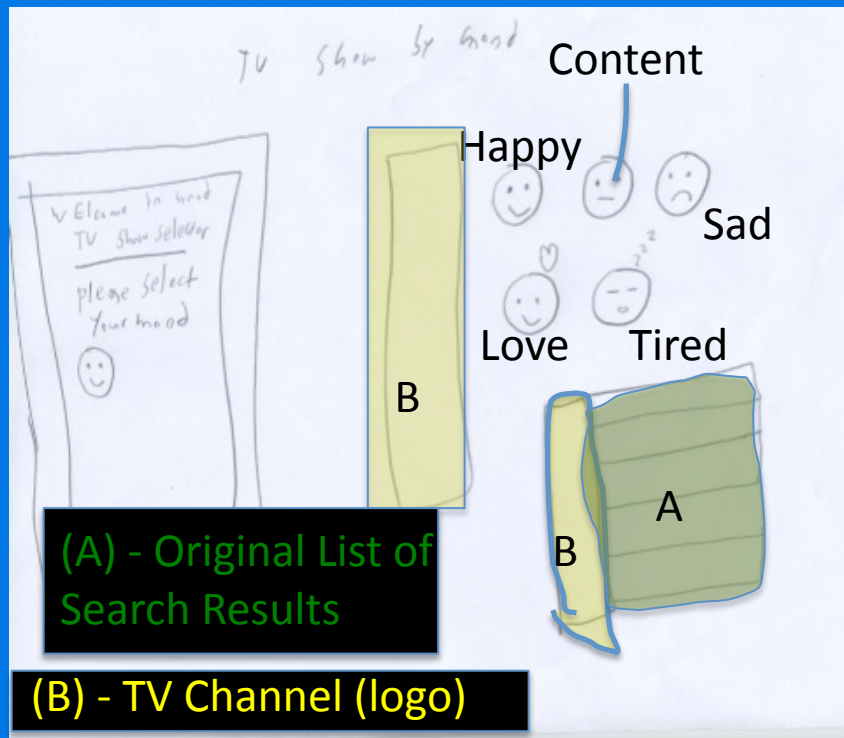 TV Show by mood
Content
Happy
Sad
Welcome to mood
TV Show Selector
please select
Your mood
Love
Tired
zzz
B
A
B
(A) - Original List of
Search Results
(B) - TV Channel (logo)